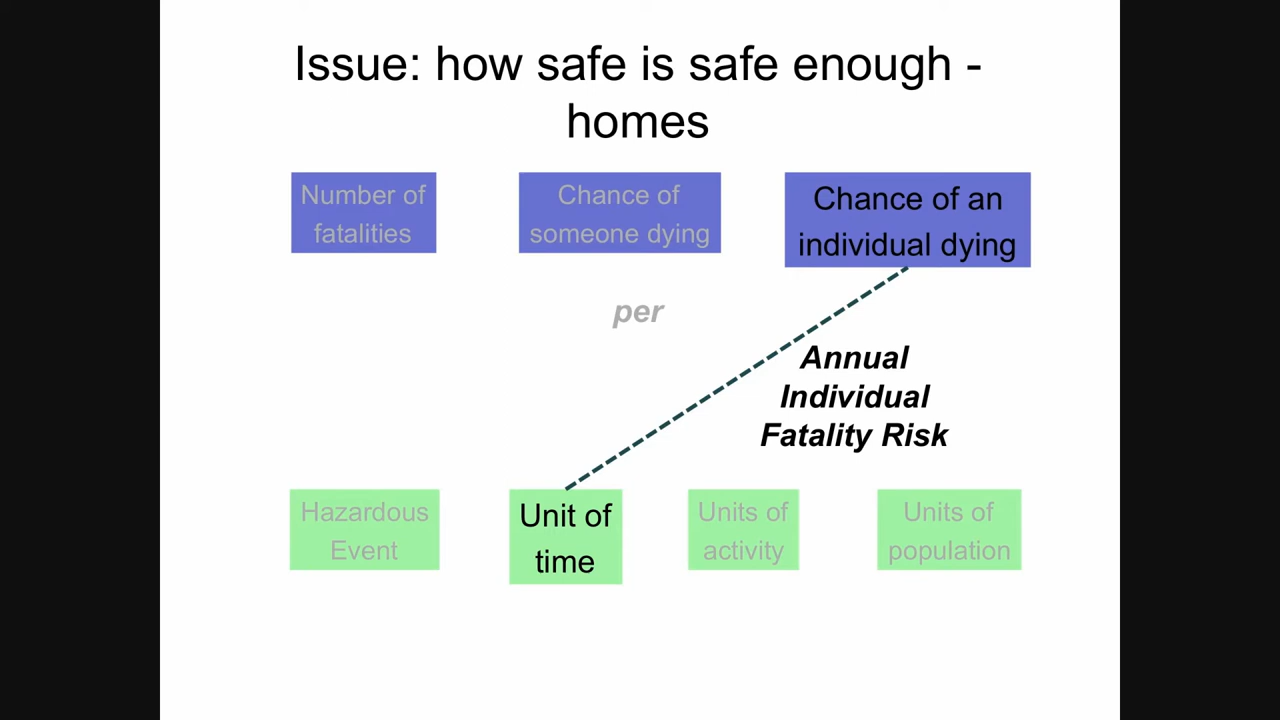 Issue: how safe is safe enough -
homes
Number of
fatalities
Chance of
someone dying
Chance of an
individual dying
per
Annual
Individual
Fatality Risk
Hazardous
Event
Unit of
time
Units of
activity
Units of
population